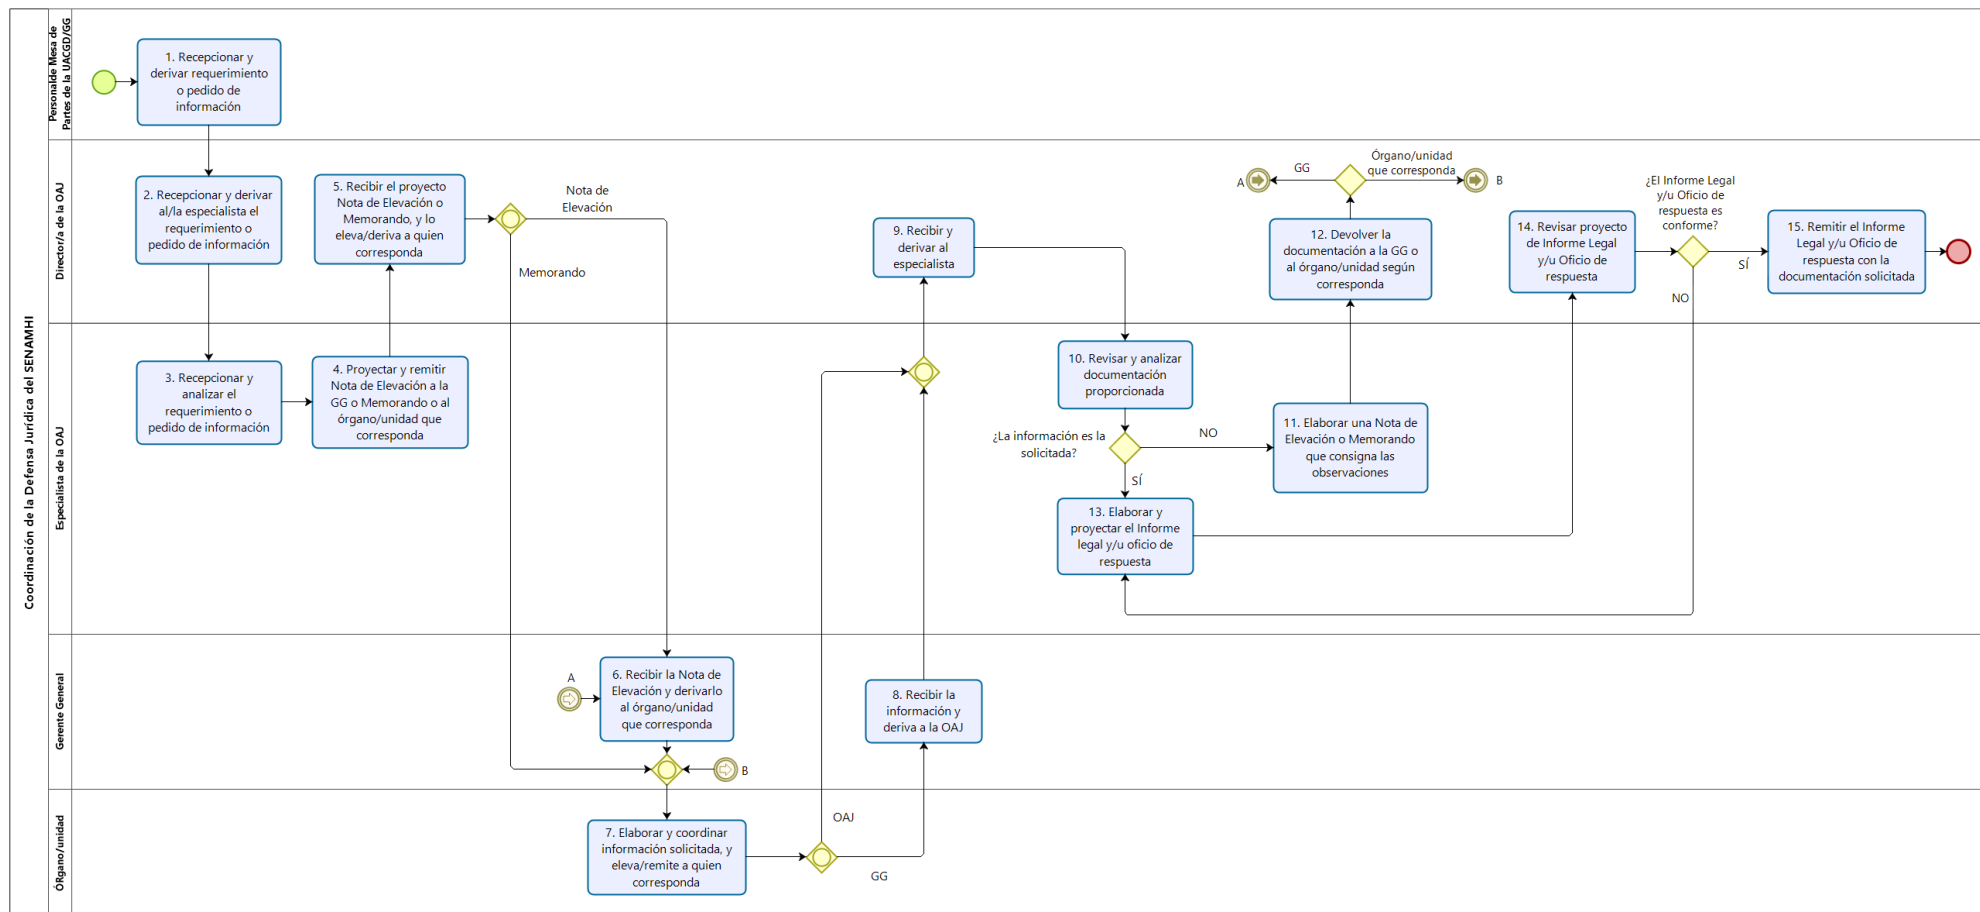 Coordinación de la Defensa Jurídica del SENAMHI
Personalde Mesa de
Partes de la UACGD/GG
1. Recepcionar y
derivar requerimiento
o pedido de
información
Director/a de la OAJ
2. Recepcionar y derivar
al/la especialista el
requerimiento o
pedido de información
5. Recibir el proyecto
Nota de Elevación o
Memorando, y lo
eleva/deriva a quien
corresponda
Nota de
Elevación
Memorando
9. Recibir y
derivar al
especialista
A
GG
Órgano/unidad
que corresponda
B
12. Devolver la
documentación a la GG o
al órgano/unidad según
corresponda
14. Revisar proyecto
de Informe Legal
y/u Oficio de
respuesta
¿El Informe Legal
y/u Oficio de
respuesta es
conforme?
SÍ
NO
15. Remitir el Informe
Legal y/u Oficio de
respuesta con la
documentación solicitada
Especialista de la OAJ
3. Recepcionar y
analizar el
requerimiento o
pedido de información
4. Proyectar y remitir
Nota de Elevación a la
GG o Memorando o al
órgano/unidad que
corresponda
10. Revisar y analizar
documentación
proporcionada
¿La información es la
solicitada?
NO
SÍ
11. Elaborar una Nota de
Elevación o Memorando
que consigna las
observaciones
13. Elaborar y
proyectar el Informe
legal y/u oficio de
respuesta
Gerente General
A
6. Recibir la Nota de
Elevación y derivarlo
al órgano/unidad
que corresponda
B
8. Recibir la
información y
deriva a la OAJ
ÓRgano/unidad
7. Elaborar y coordinar
información solicitada, y
eleva/remite a quien
corresponda
OAJ
GG